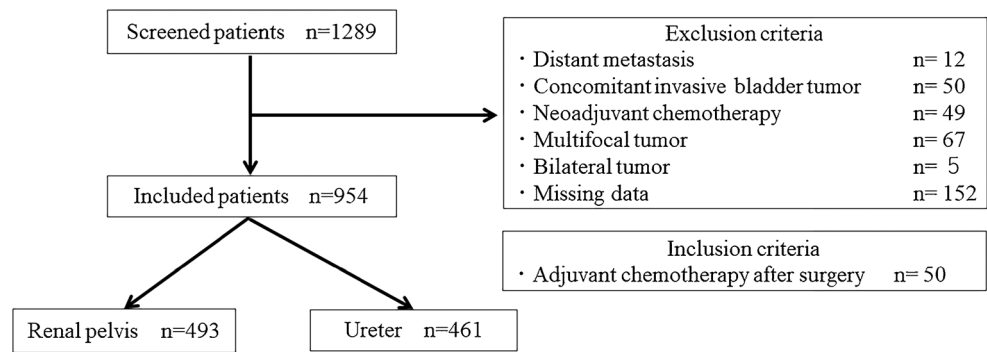 Screened patients n=1289
Exclusion criteria
・Distant metastasis n= 12
・Concomitant invasive bladder tumor n= 50
・Neoadjuvant chemotherapy n= 49
・Multifocal tumor n= 67
・Bilateral tumor n= 5
・Missing data n= 152
Included patients n=954
Inclusion criteria
・Adjuvant chemotherapy after surgery n= 50
Renal pelvis n=493
Ureter n=461